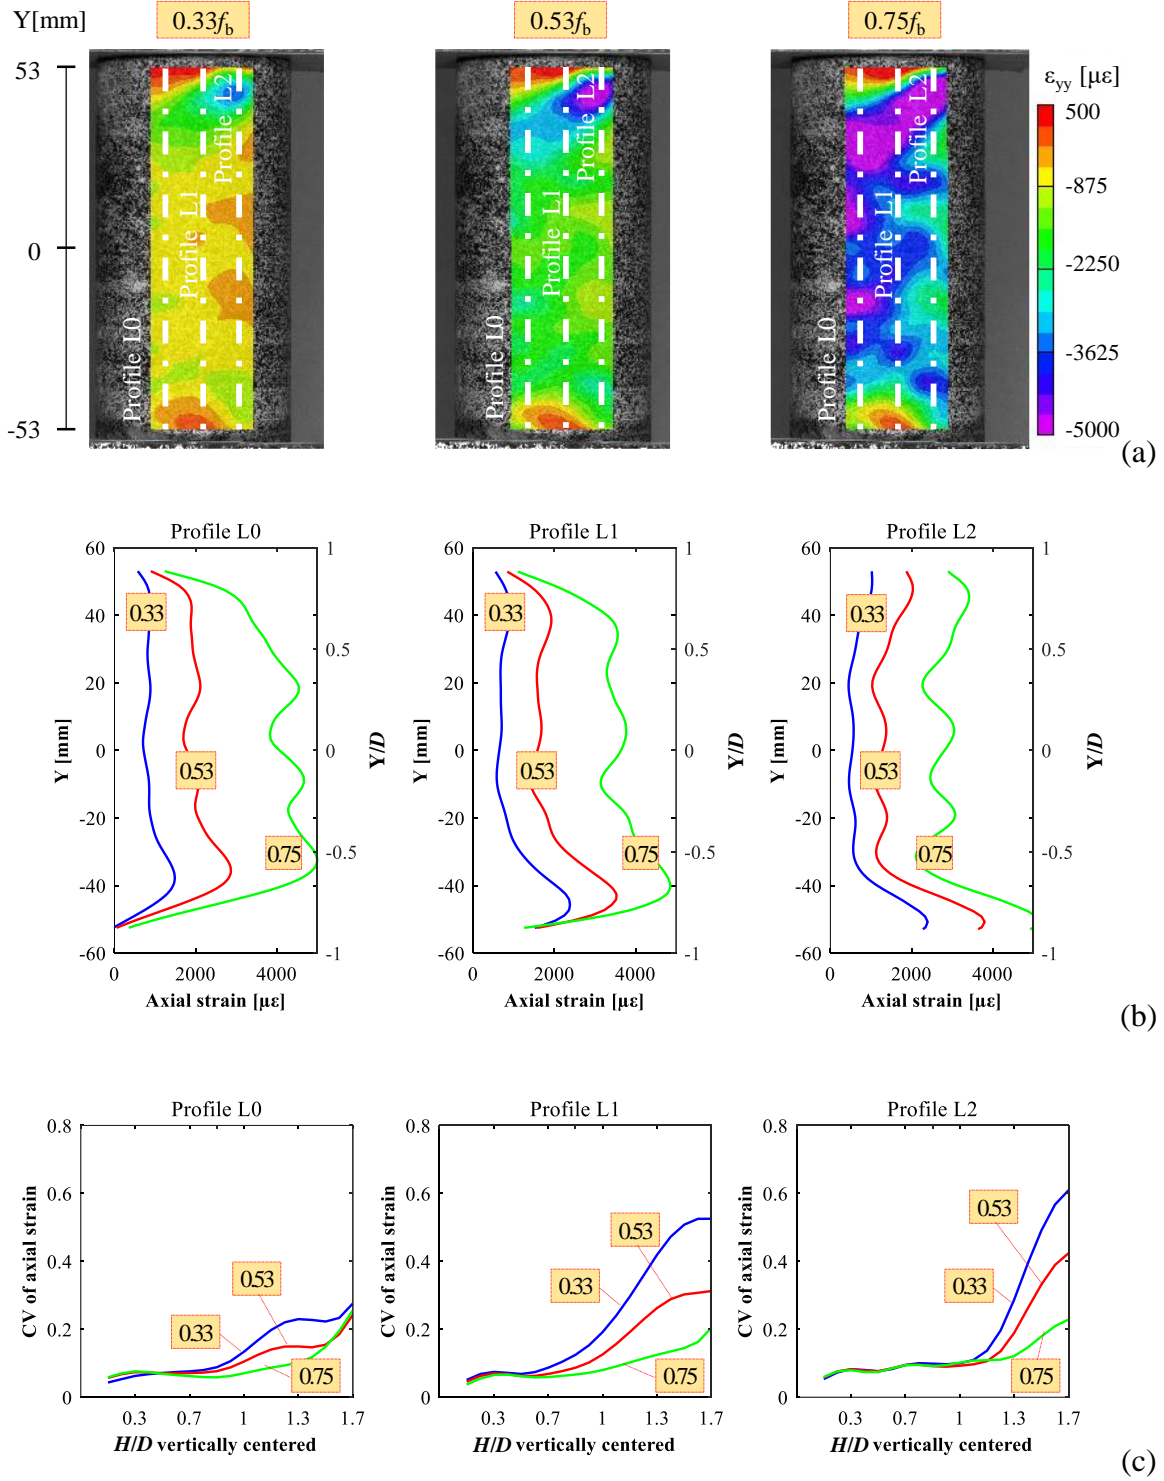 Y[mm] 0.33fb 0.53fb 0.75fb
53
0
-53
Profile L0
Profile L1
Profile L2
Profile L0
Profile L1
Profile L2
Profile L0
Profile L1
Profile L2
εyy [με]
500
-875
-2250
-3625
-5000
(a)
Profile L0
60
40
20
0
-20
-40
-60
Y [mm]
0.33
0.53
0.75
1
0.5
0
-0.5
-1
Y/D
0 2000 4000
Axial strain [με]
Profile L1
60
40
20
0
-20
-40
-60
Y [mm]
0.33
0.53
0.75
1
0.5
0
-0.5
-1
Y/D
0 2000 4000
Axial strain [με]
Profile L2
60
40
20
0
-20
-40
-60
Y [mm]
0.33
0.53
0.75
1
0.5
0
-0.5
-1
Y/D
0 2000 4000
Axial strain [με]
(b)
Profile L0
0.8
0.6
0.4
0.2
0
CV of axial strain
0.53
0.33
0.75
0.3 0.7 1 1.3 1.7
H/D vertically centered
Profile L1
0.8
0.6
0.4
0.2
0
CV of axial strain
0.53
0.33
0.75
0.3 0.7 1 1.3 1.7
H/D vertically centered
Profile L2
0.8
0.6
0.4
0.2
0
CV of axial strain
0.53
0.33
0.75
0.3 0.7 1 1.3 1.7
H/D vertically centered
(c)